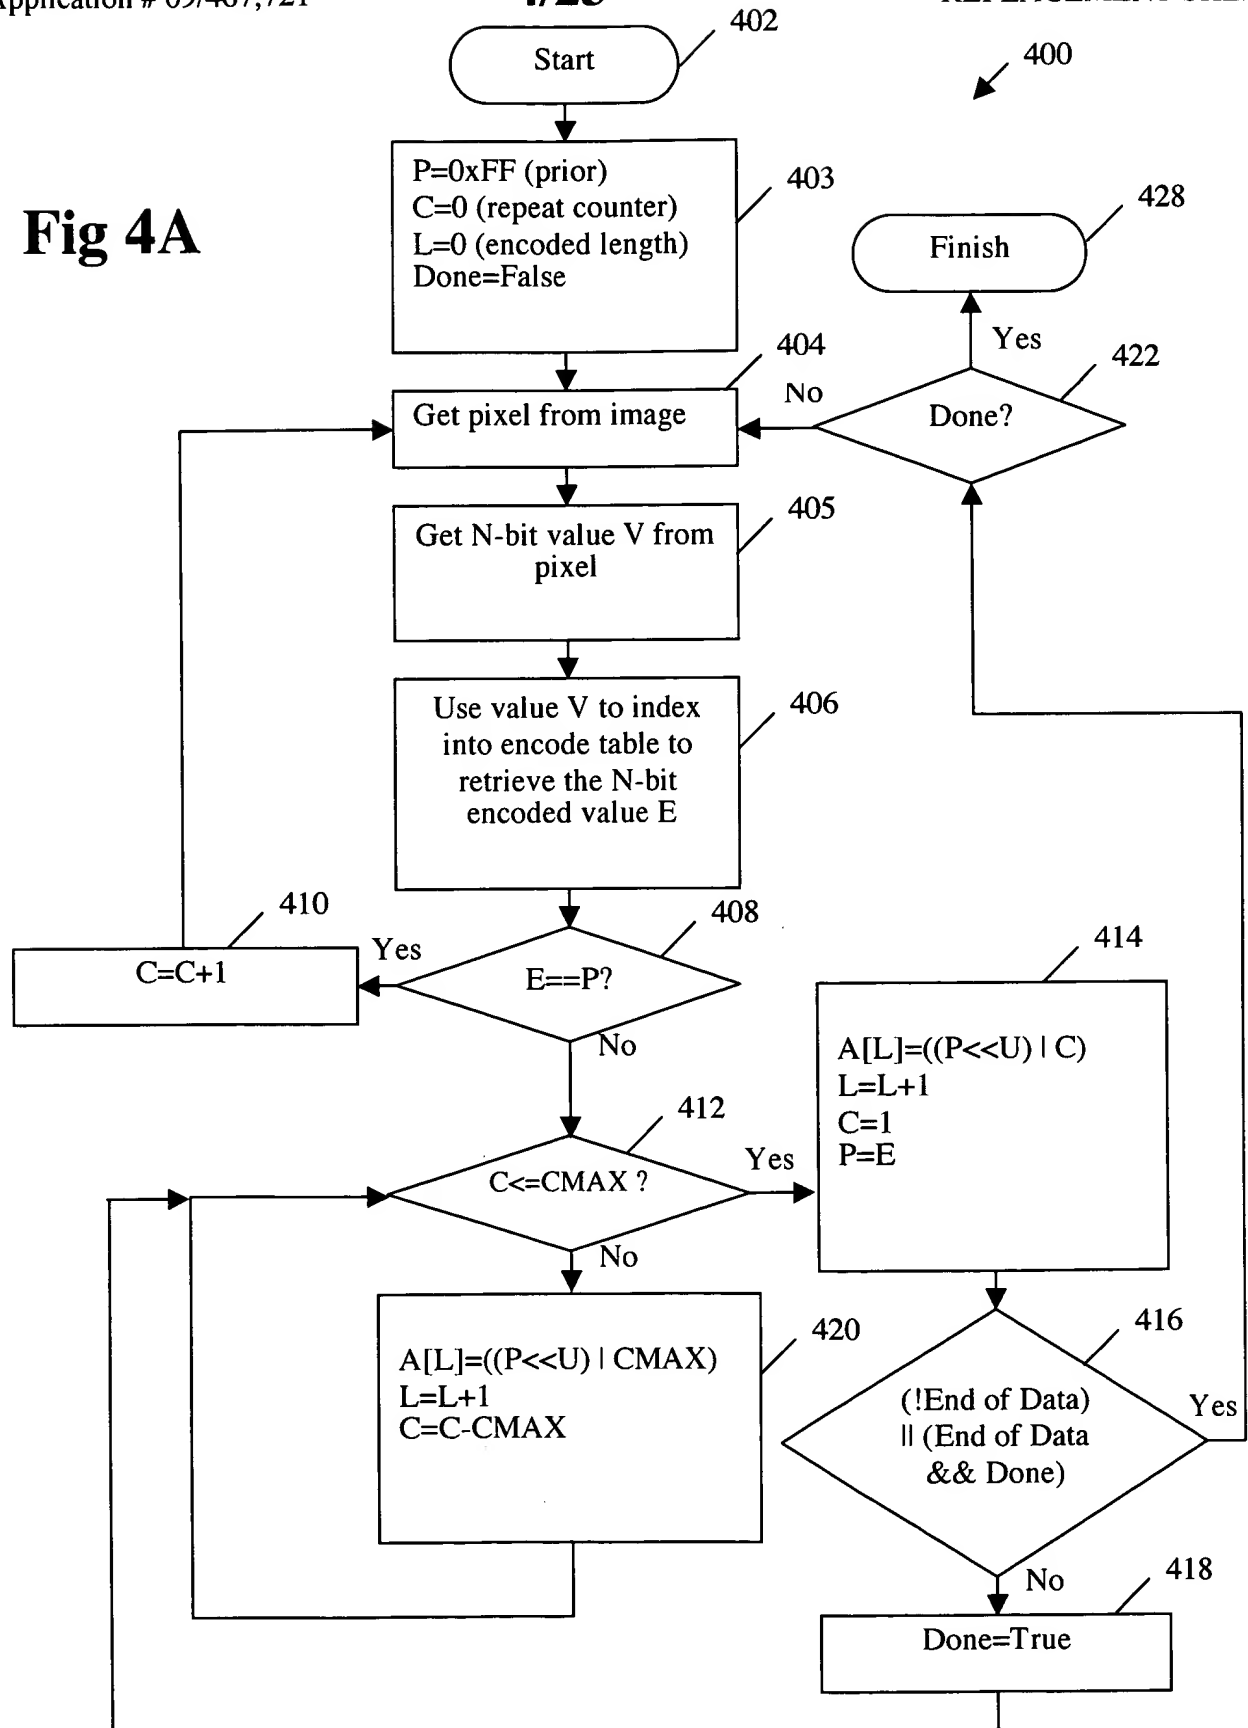 4/25
402
Start
400
P=0xFF (prior)
C=0 (repeat counter)
L=0 (encoded length)
Done=False
403
Fig 4A
428
Finish
Yes
404
422
No
Done?
Get pixel from image
405
Get N-bit value V from
pixel
406
Use value V to index
into encode table to
retrieve the N-bit
encoded value E
410
408
Yes
C=C+1
E==P?
No
414
A[L]=((P<<U) | C)
L=L+1
C=1
P=E
412
Yes
C<=CMAX ?
No
420
A[L]=((P<<U) | CMAX)
L=L+1
C=C-CMAX
416
(!End of Data)
|| (End of Data
&& Done)
Yes
No
418
Done=True